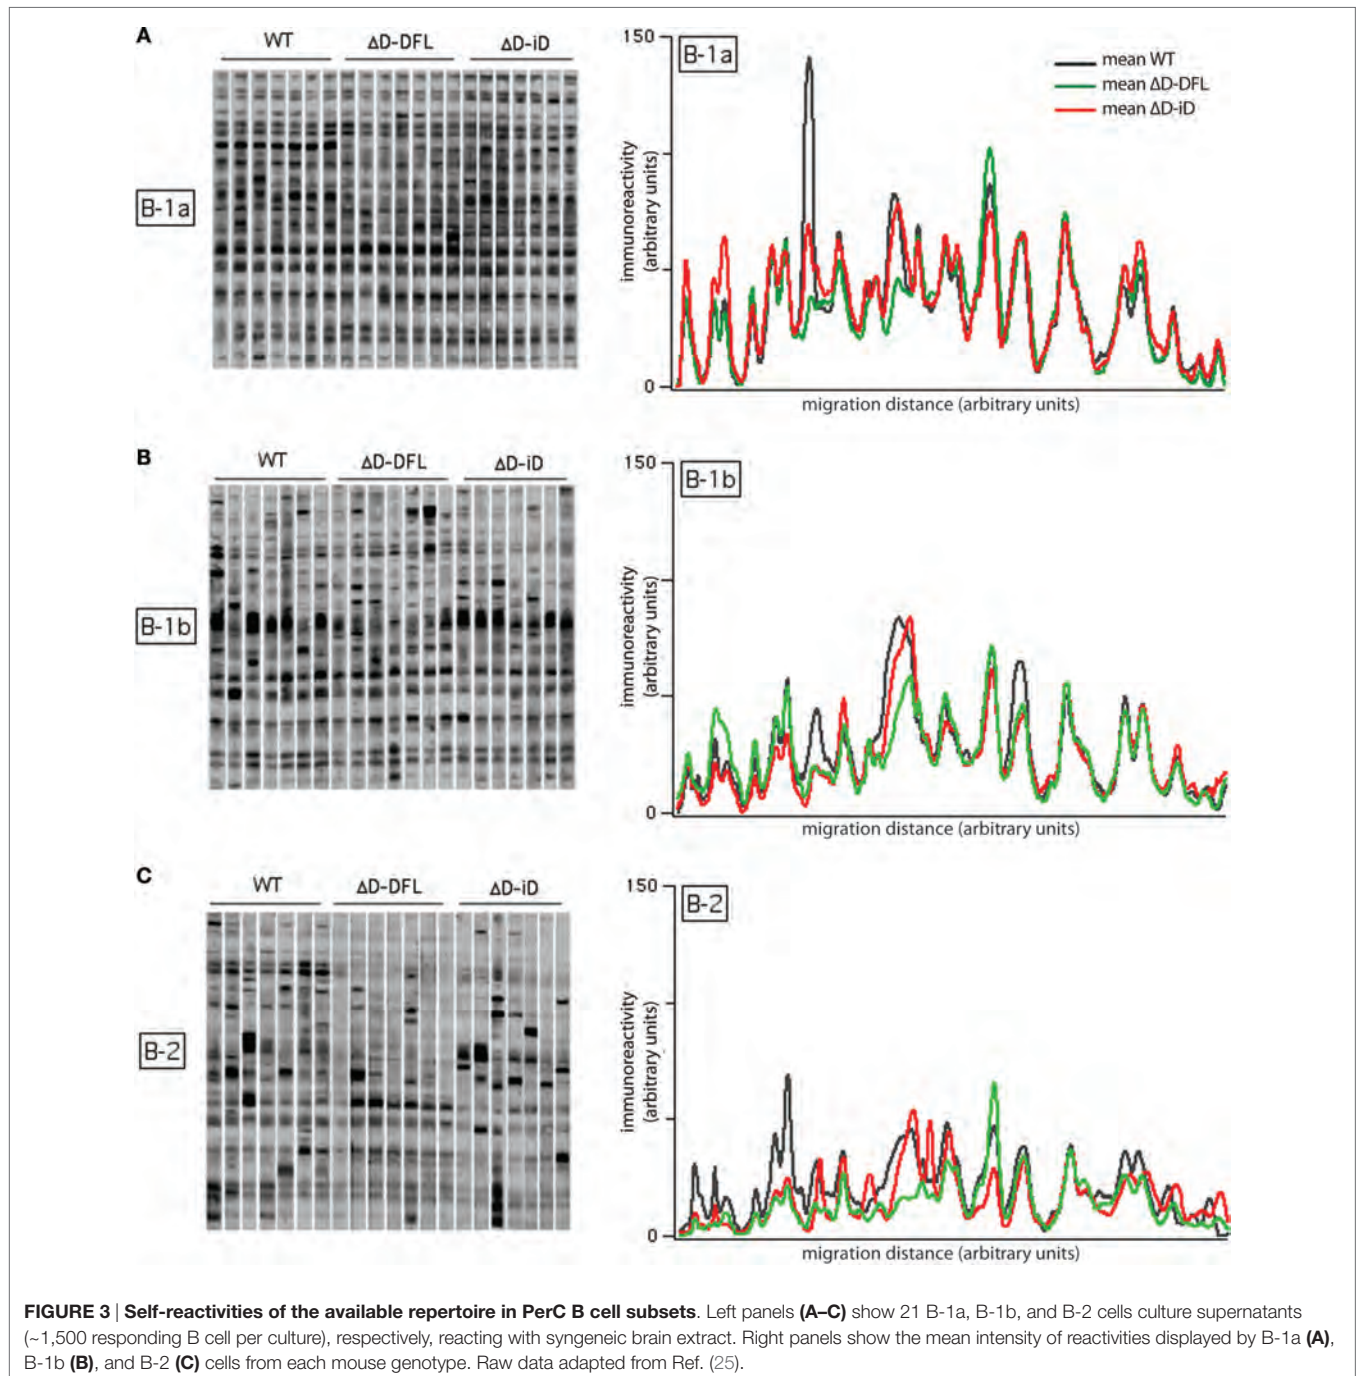 A
WT ΔD-DFL ΔD-iD
B-1a
150
B-1a
mean WT
mean ΔD-DFL
mean ΔD-iD
immunoreactivity
(arbitrary units)
0
migration distance (arbitrary units)
B
WT ΔD-DFL ΔD-iD
B-1b
150
B-1b
immunoreactivity
(arbitrary units)
0
migration distance (arbitrary units)
C
WT ΔD-DFL ΔD-iD
B-2
150
B-2
immunoreactivity
(arbitrary units)
0
migration distance (arbitrary units)
FIGURE 3 | Self-reactivities of the available repertoire in PerC B cell subsets. Left panels (A–C) show 21 B-1a, B-1b, and B-2 cells culture supernatants
(~1,500 responding B cell per culture), respectively, reacting with syngeneic brain extract. Right panels show the mean intensity of reactivities displayed by B-1a (A),
B-1b (B), and B-2 (C) cells from each mouse genotype. Raw data adapted from Ref. (25).